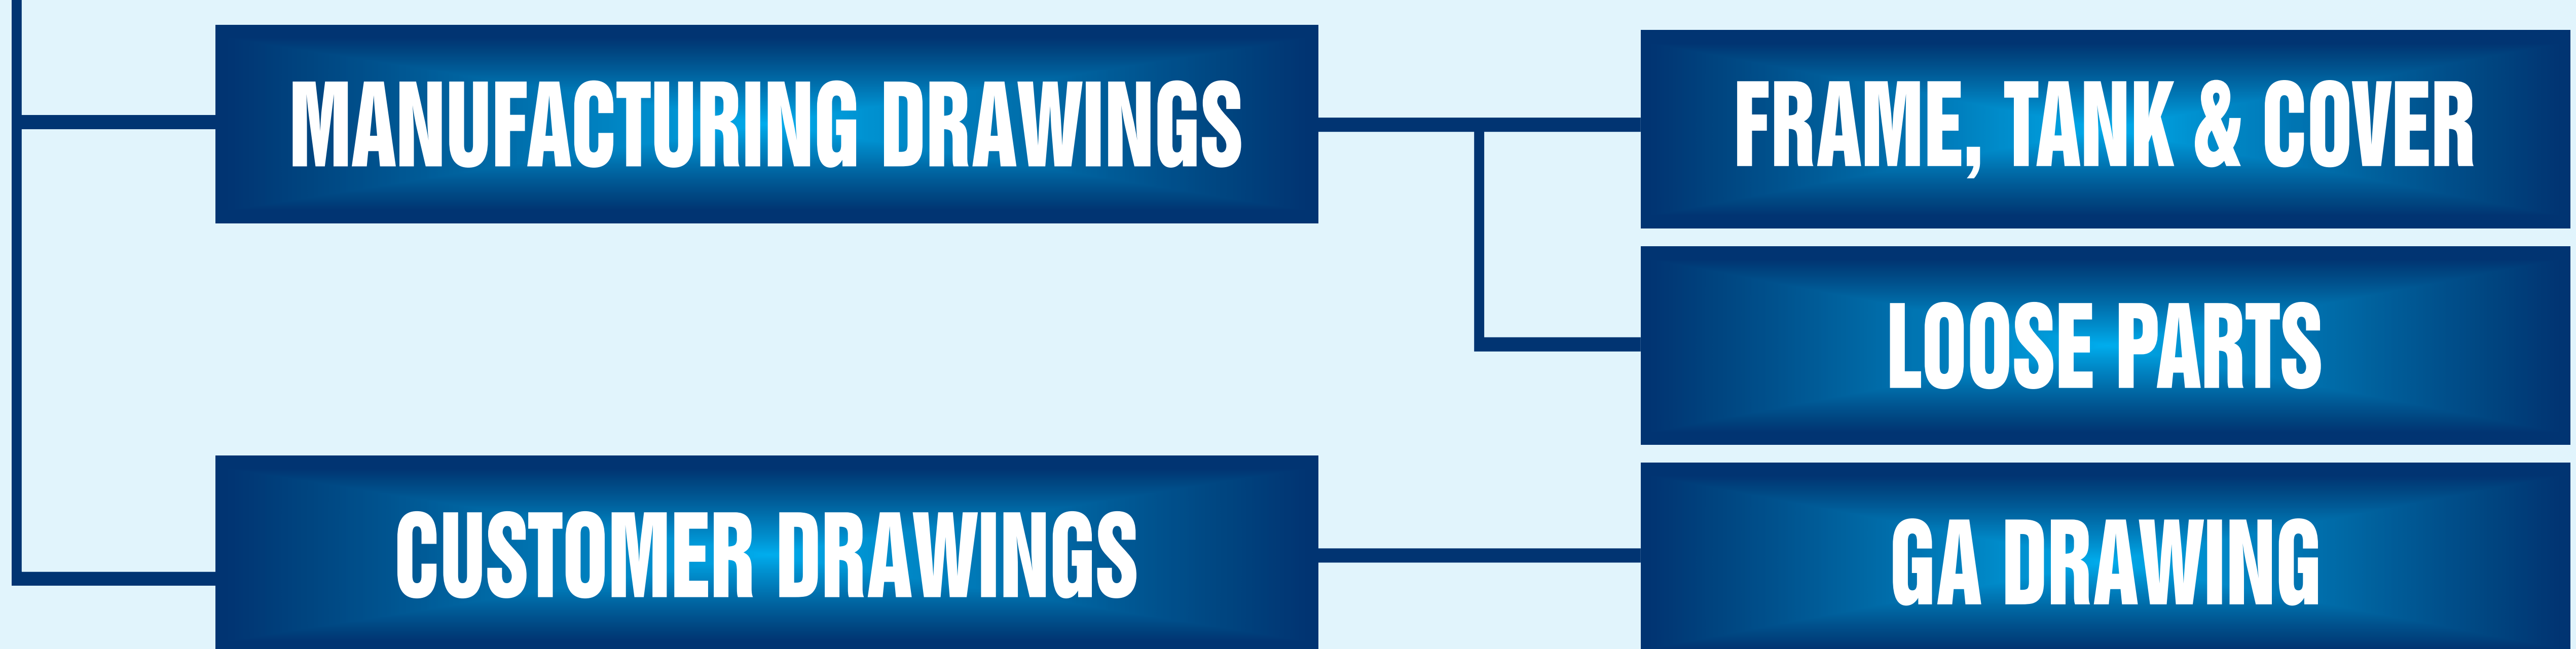 MANUFACTURING DRAWINGS
FRAME, TANK & COVER
LOOSE PARTS
CUSTOMER DRAWINGS
GA DRAWING